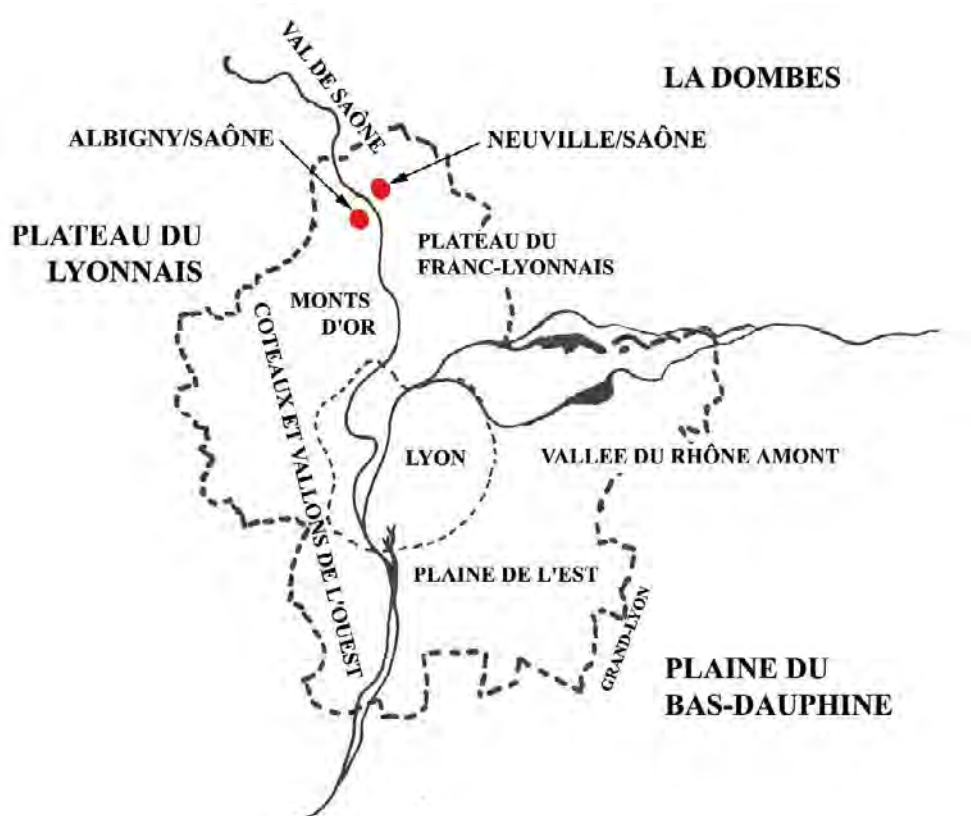 VAL DE SAÔNE
LA DOMBES
ALBIGNY/SAÔNE
NEUVILLE/SAÔNE
PLATEAU DU
LYONNAIS
PLATEAU DU
FRANC-LYONNAIS
MONTS
D'OR
COTEAUX ET VALLONS DE L'OUEST
LYON
VALLEE DU RHÔNE AMONT
PLAINE DE L'EST
GRAND-LYON
PLAINE DU
BAS-DAUPHINE